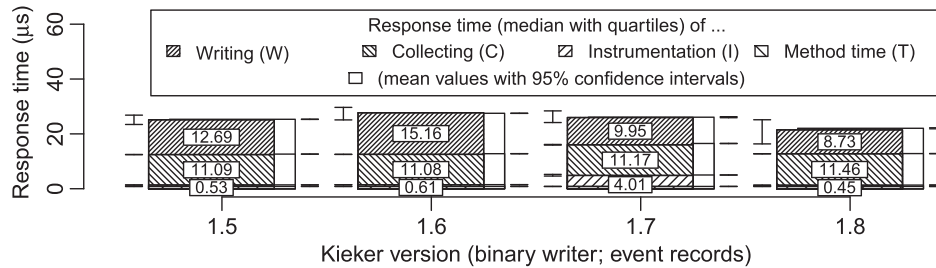 Response time (µs)
60
40
20
0
Response time (median with quartiles) of ...
Writing (W) Collecting (C) Instrumentation (I) Method time (T)
(mean values with 95% confidence intervals)
12.69 15.16 9.95 8.73
11.09 11.08 11.17 11.46
0.53 0.61 4.01 0.45
1.5 1.6 1.7 1.8
Kieker version (binary writer; event records)